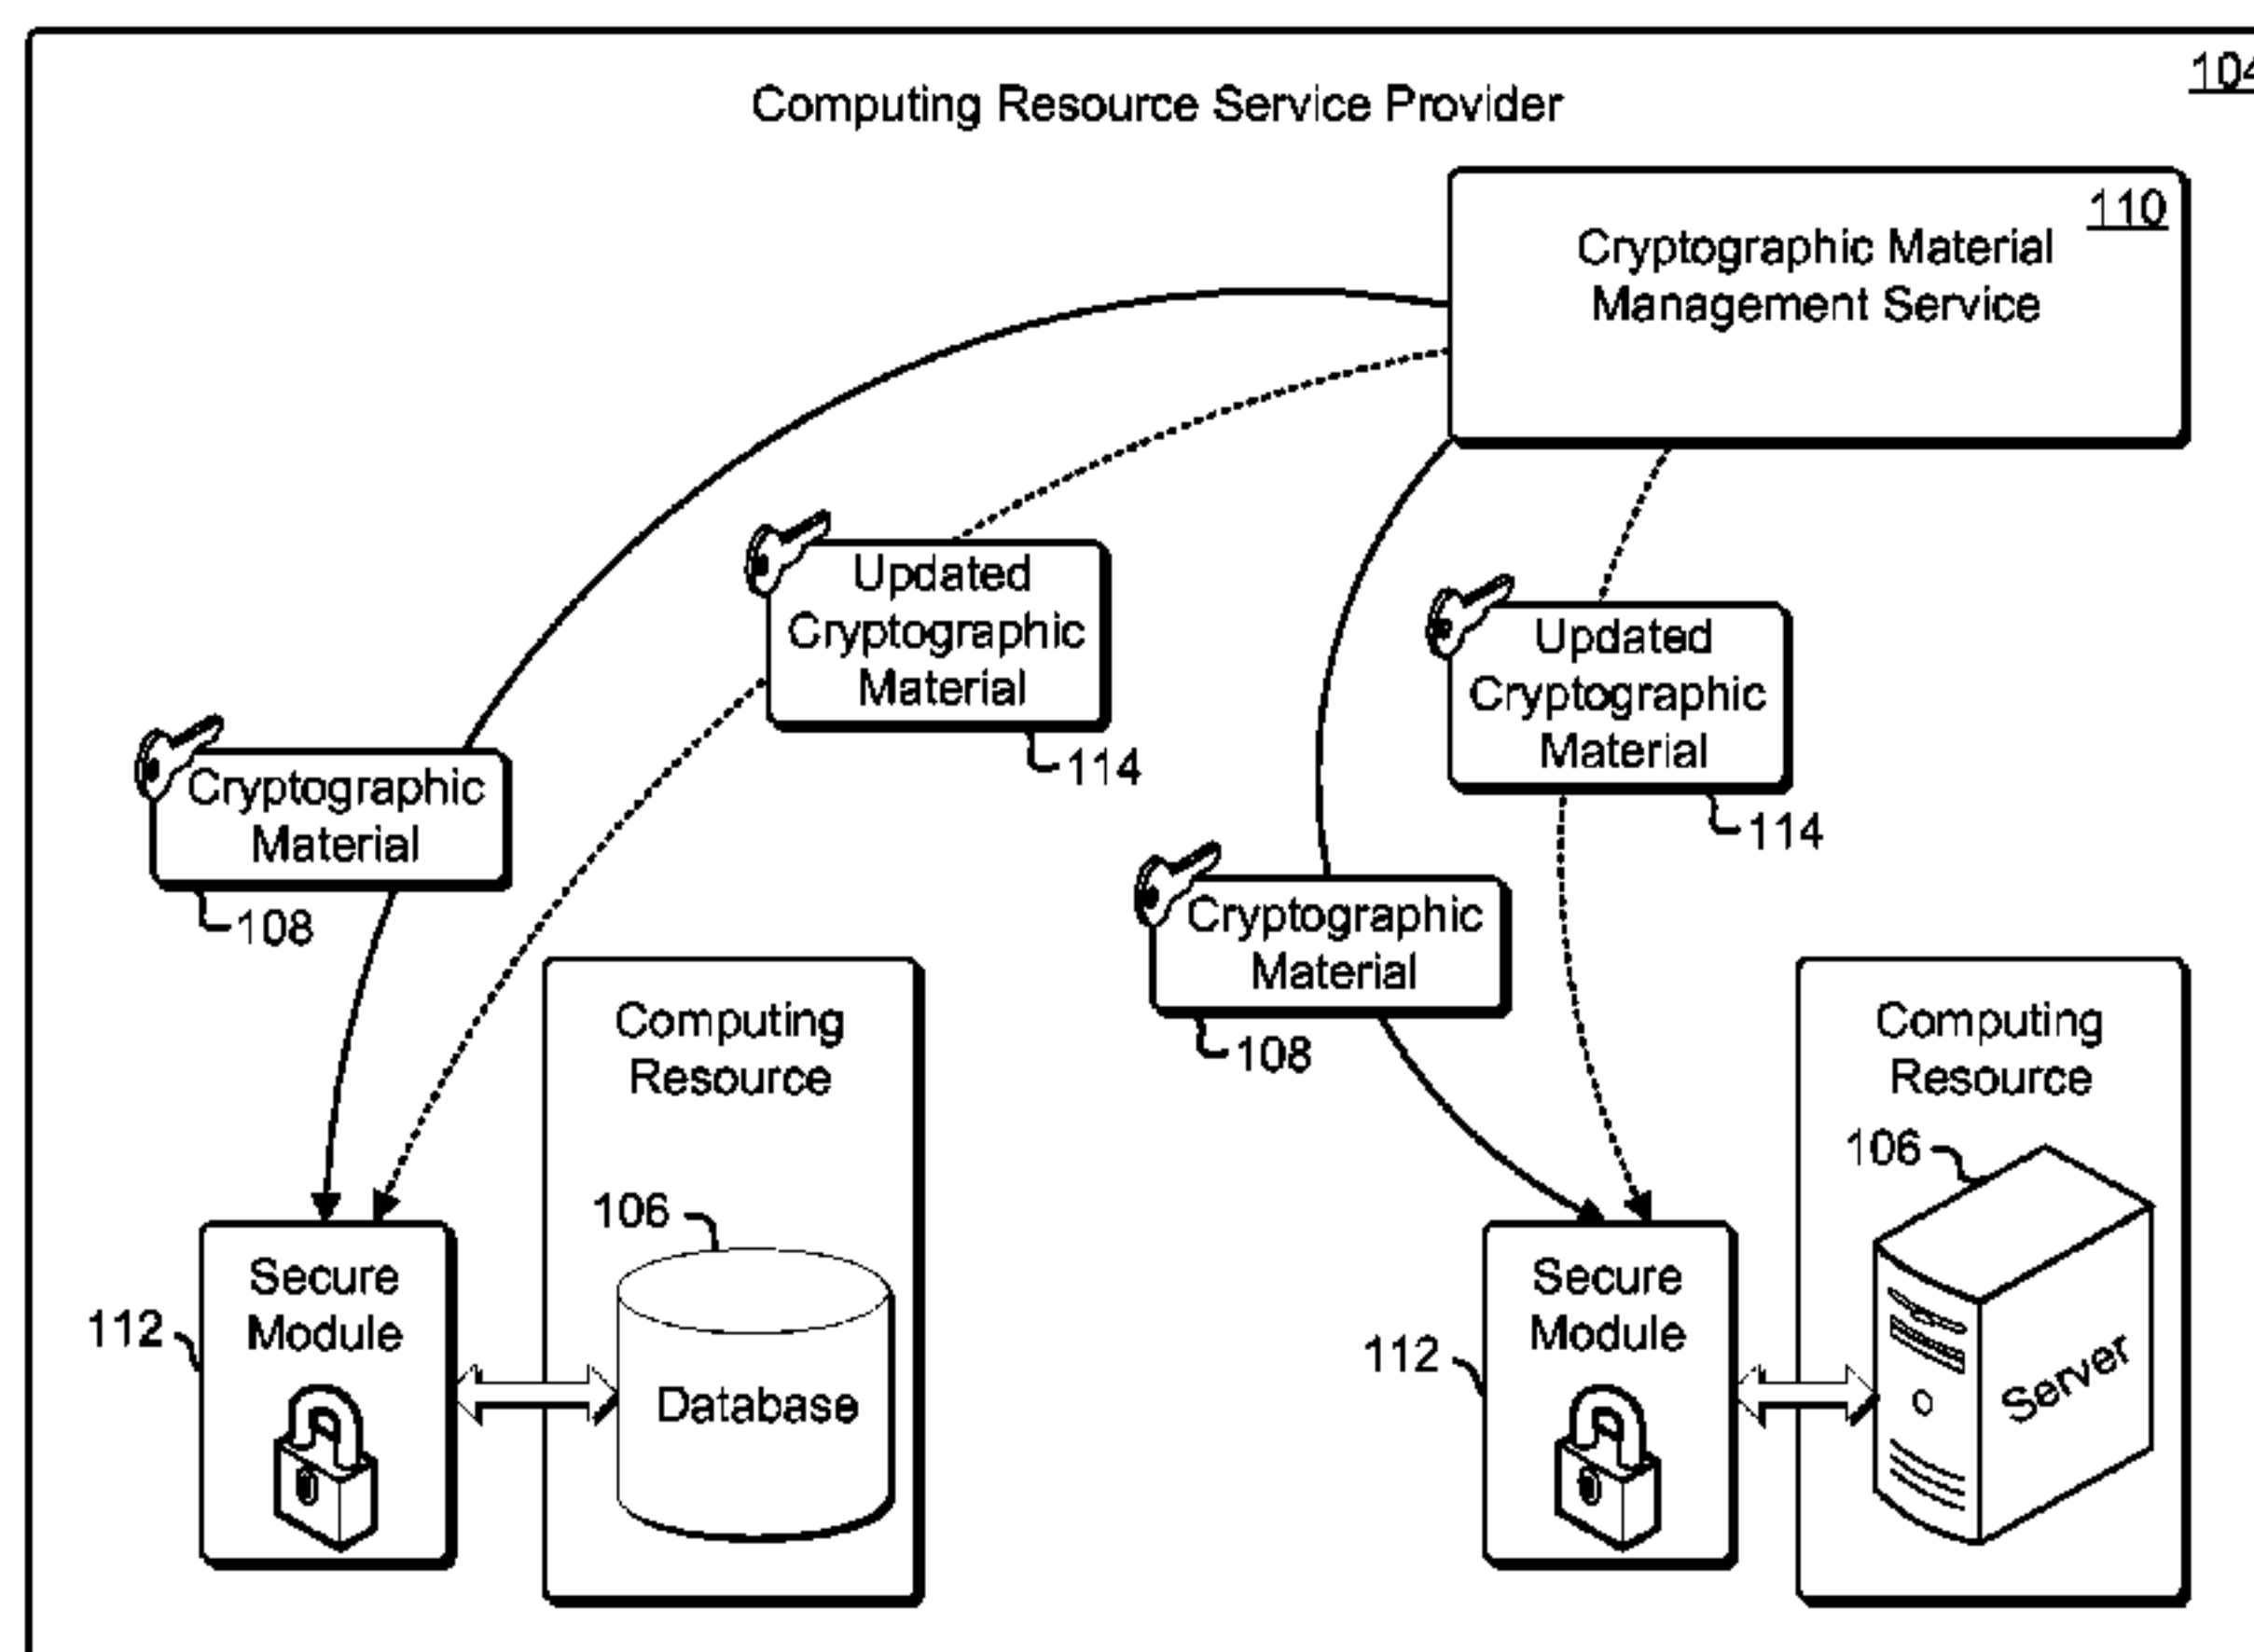 104
Computing Resource Service Provider
110
Cryptographic Material
Management Service
Updated
Cryptographic
Material
114
Updated
Cryptographic
Material
114
Cryptographic
Material
108
Cryptographic
Material
108
Computing
Resource
106
Database
Secure
Module
112
Computing
Resource
106
Server
Secure
Module
112